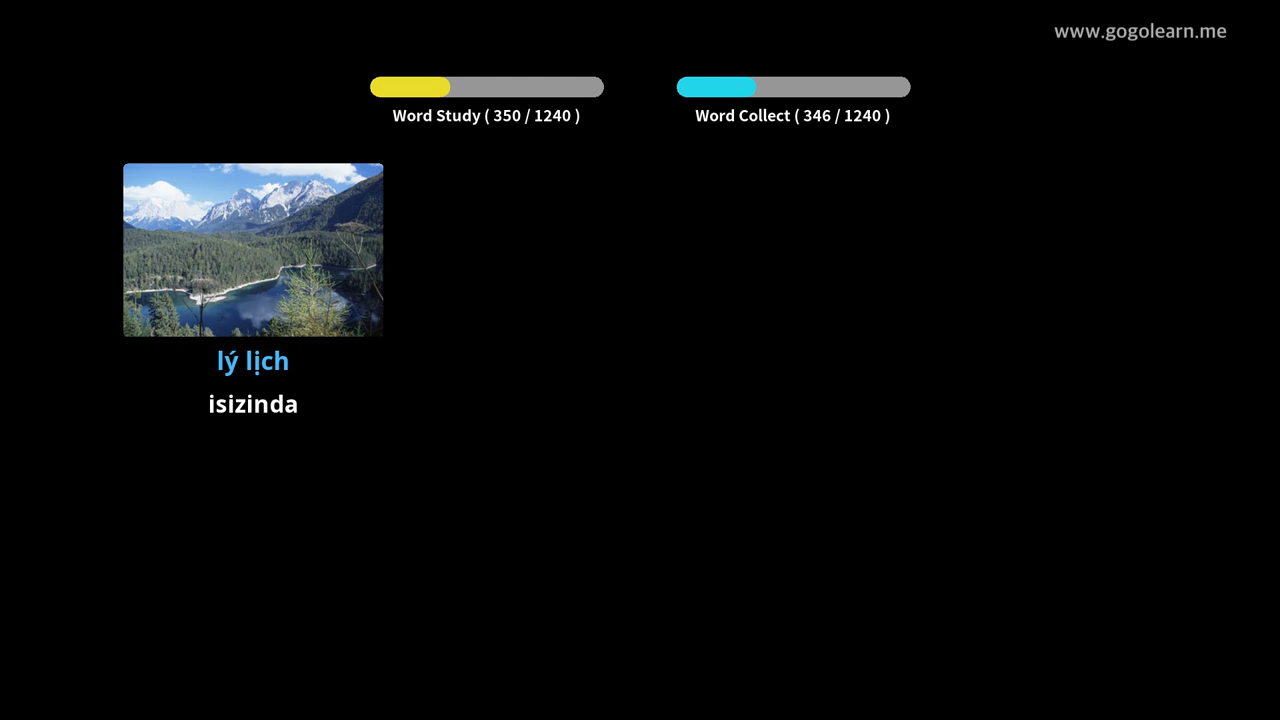 www.gogolearn.me
Word Study ( 350 / 1240 )
Word Collect ( 346 / 1240 )
lý lịch
isizinda